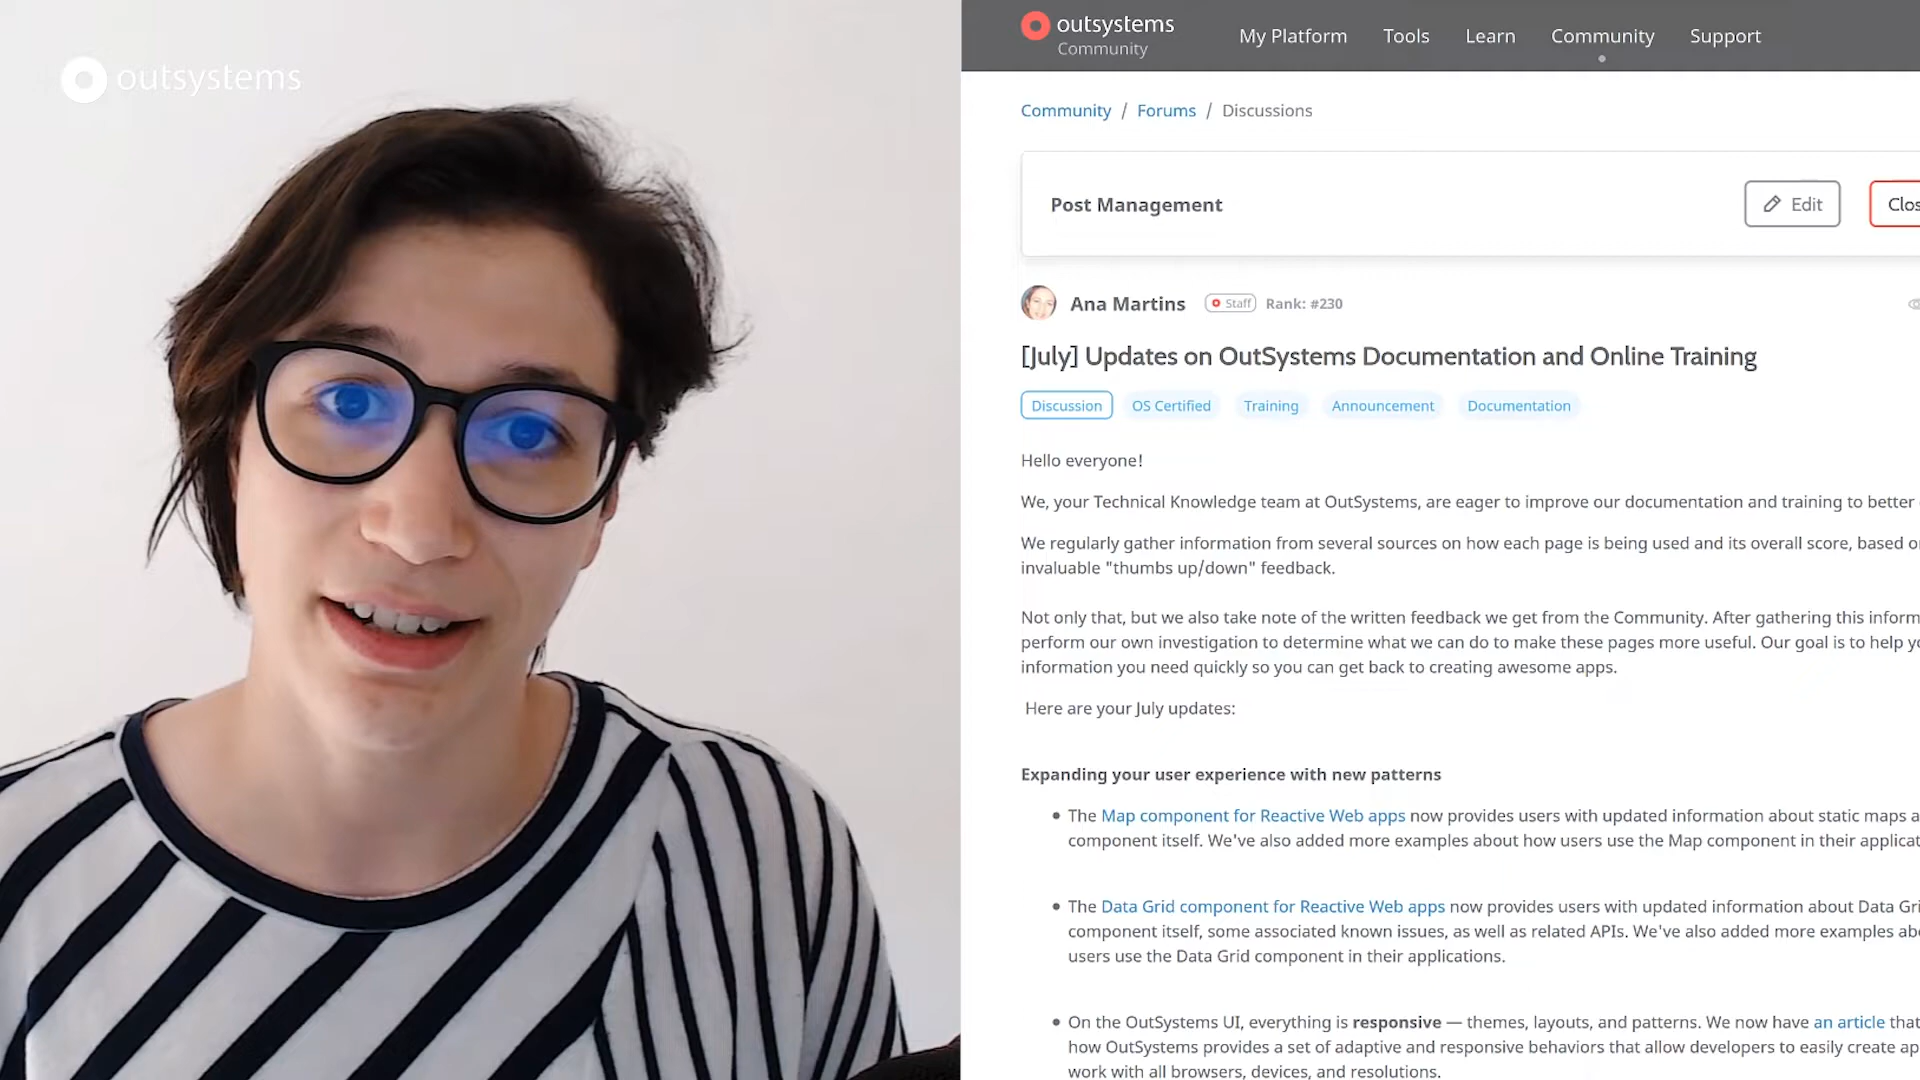 outsystems
outsystems
Community
My Platform
Tools
Learn
Community
Support
Community / Forums / Discussions
Post Management
Edit
Ana Martins
Staff
Rank: #230
[July] Updates on OutSystems Documentation and Online Training
Discussion
OS Certified
Training
Announcement
Documentation
Hello everyone!
We, your Technical Knowledge team at OutSystems, are eager to improve our documentation and training to better
We regularly gather information from several sources on how each page is being used and its overall score, based
invaluable "thumbs up/down" feedback.
Not only that, but we also take note of the written feedback we get from the Community. After gathering this
perform our own investigation to determine what we can do to make these pages more useful. Our goal is to help
information you need quickly so you can get back to creating awesome apps.
Here are your July updates:
Expanding your user experience with new patterns
• The Map component for Reactive Web apps now provides users with updated information about static maps
component itself. We've also added more examples about how users use the Map component in their
• The Data Grid component for Reactive Web apps now provides users with updated information about Data
component itself, some associated known issues, as well as related APIs. We've also added more examples
users use the Data Grid component in their applications.
• On the OutSystems UI, everything is responsive — themes, layouts, and patterns. We now have an article that
how OutSystems provides a set of adaptive and responsive behaviors that allow developers to easily create
work with all browsers, devices, and resolutions.